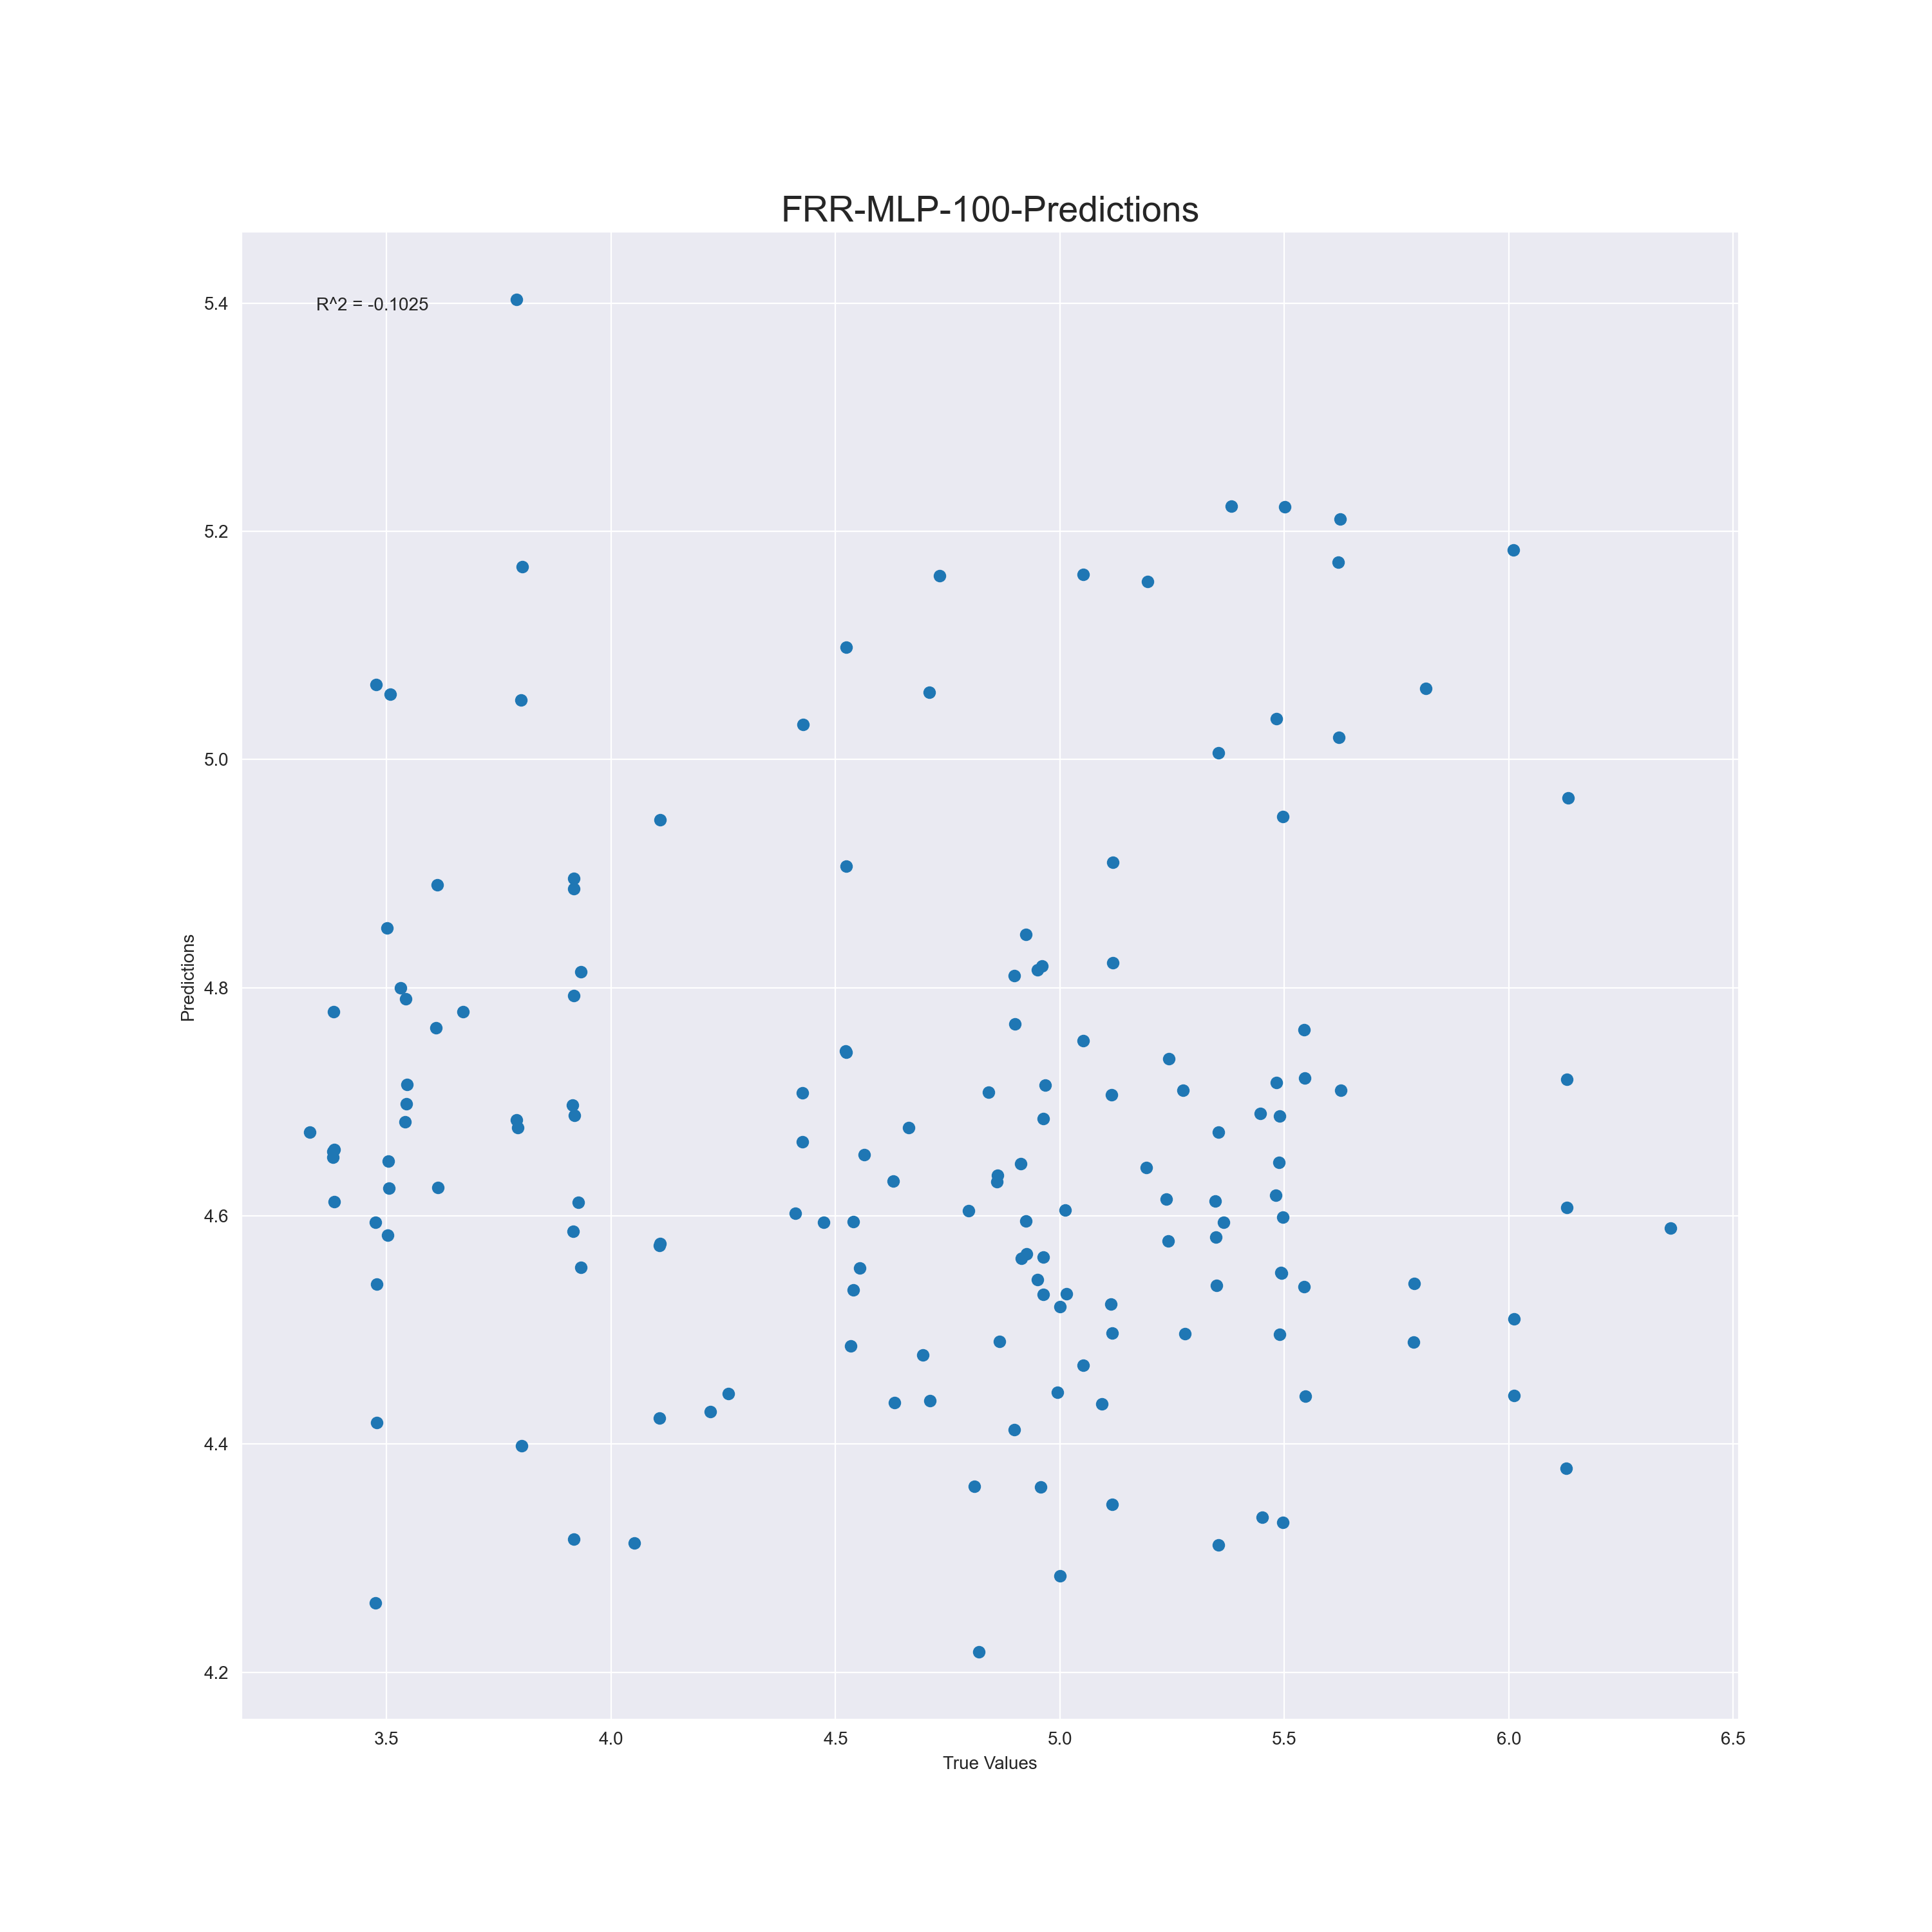 FRR-MLP-100-Predictions
R^2 = -0.1025
5.4
5.2
5.0
4.8
4.6
4.4
4.2
Predictions
3.5 4.0 4.5 5.0 5.5 6.0 6.5
True Values